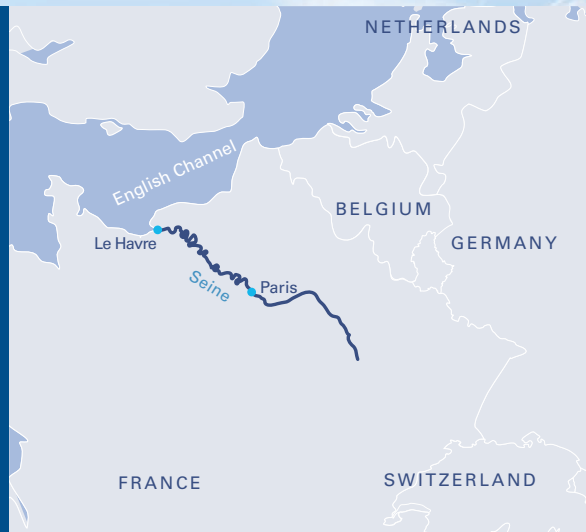 NETHERLANDS
English Channel
BELGIUM
Le Havre
GERMANY
Seine
Paris
FRANCE
SWITZERLAND